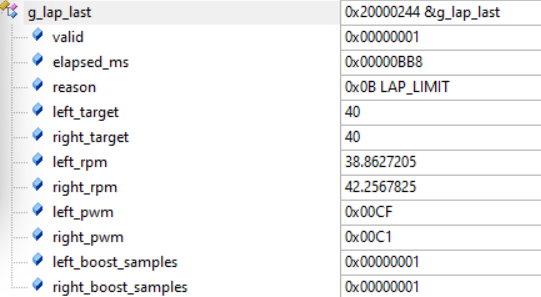 g_lap_last 0x20000244 &g_lap_last
valid 0x00000001
elapsed_ms 0x00000BB8
reason 0x0B LAP_LIMIT
left_target 40
right_target 40
left_rpm 38.8627205
right_rpm 42.2567825
left_pwm 0x00CF
right_pwm 0x00C1
left_boost_samples 0x00000001
right_boost_samples 0x00000001